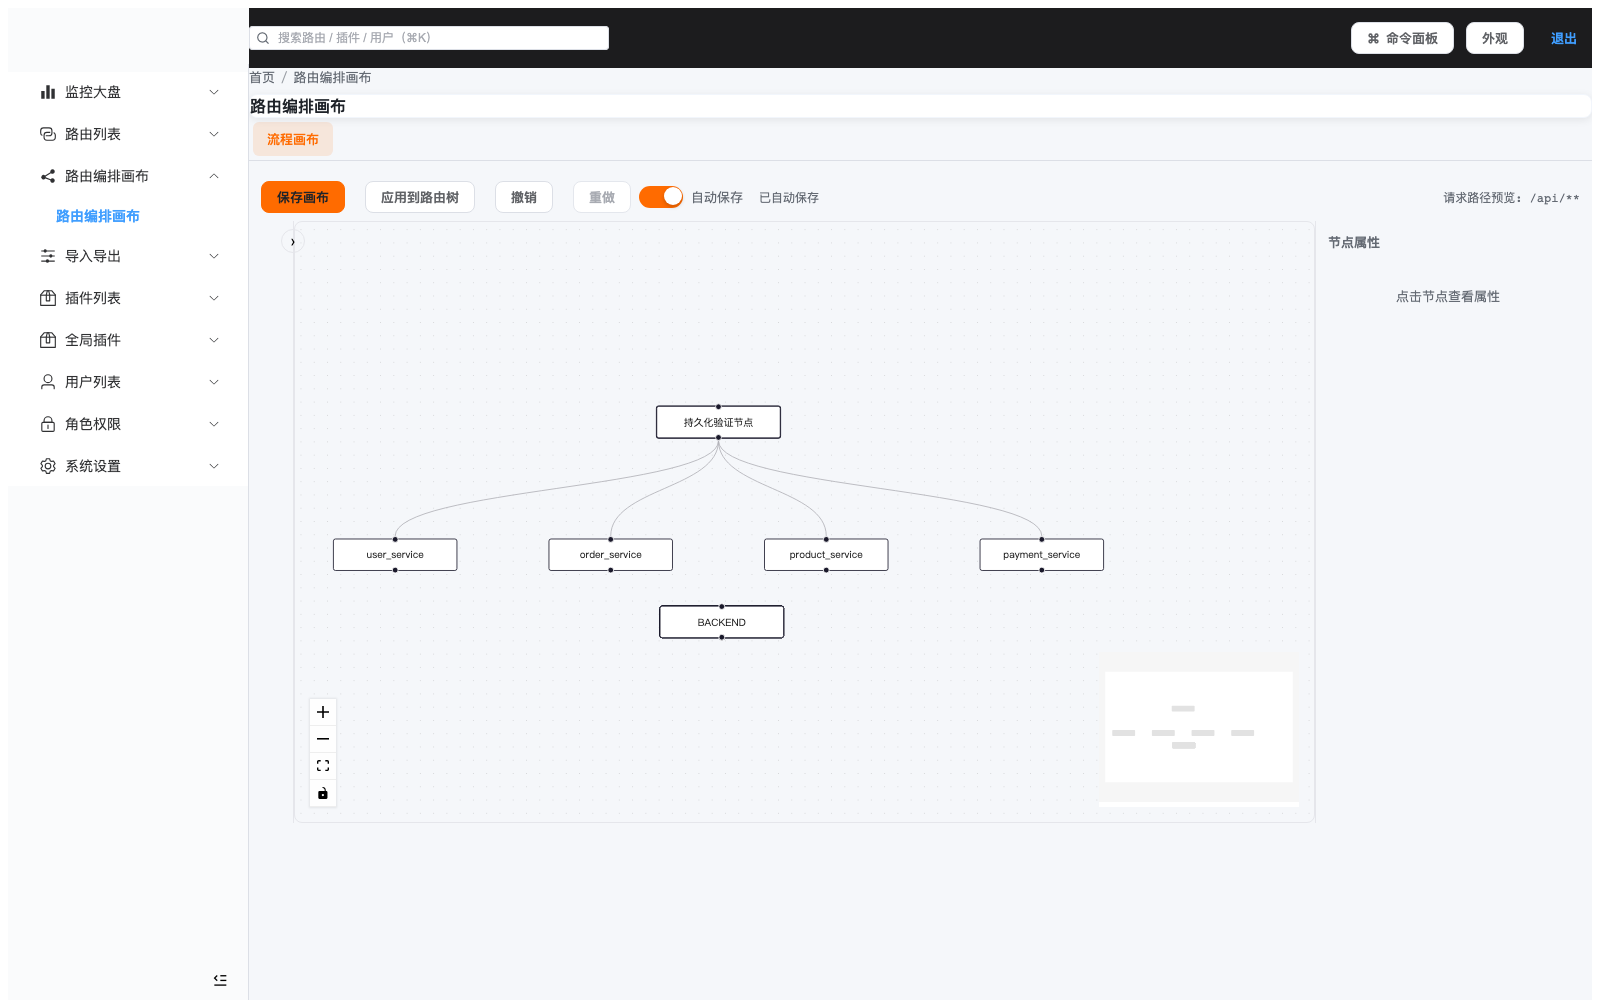 搜索路由 / 插件 / 用户（⌘K）
⌘ 命令面板
外观
退出
监控大盘
路由列表
路由编排画布
路由编排画布
导入导出
插件列表
全局插件
用户列表
角色权限
系统设置
首页 / 路由编排画布
路由编排画布
流程画布
保存画布
应用到路由树
撤销
重做
自动保存
已自动保存
请求路径预览: /api/**
持久化验证节点
user_service
order_service
product_service
payment_service
BACKEND
节点属性
点击节点查看属性